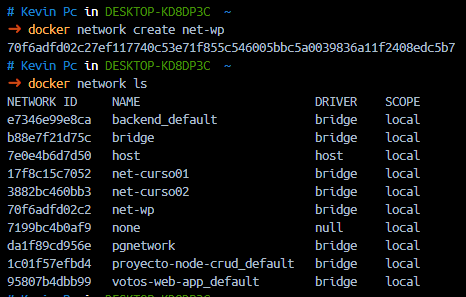 # Kevin Pc in DESKTOP-KD8DP3C ~
➜ docker network create net-wp
70f6adfd02c27ef117740c53e71f855c546005bbc5a0039836a11f2408edc5b7
# Kevin Pc in DESKTOP-KD8DP3C ~
➜ docker network ls
NETWORK ID     NAME                        DRIVER    SCOPE
e7346e99e8ca   backend_default             bridge    local
b88e7f21d75c   bridge                      bridge    local
7e0e4b6d7d50   host                        host      local
17f8c15c7052   net-curso01                 bridge    local
3882bc460bb3   net-curso02                 bridge    local
70f6adfd02c2   net-wp                      bridge    local
7199bc4b0af9   none                        null      local
da1f89cd956e   pgnetwork                   bridge    local
1c01f57efbd4   proyecto-node-crud_default  bridge    local
95807b4dbb99   votos-web-app_default       bridge    local